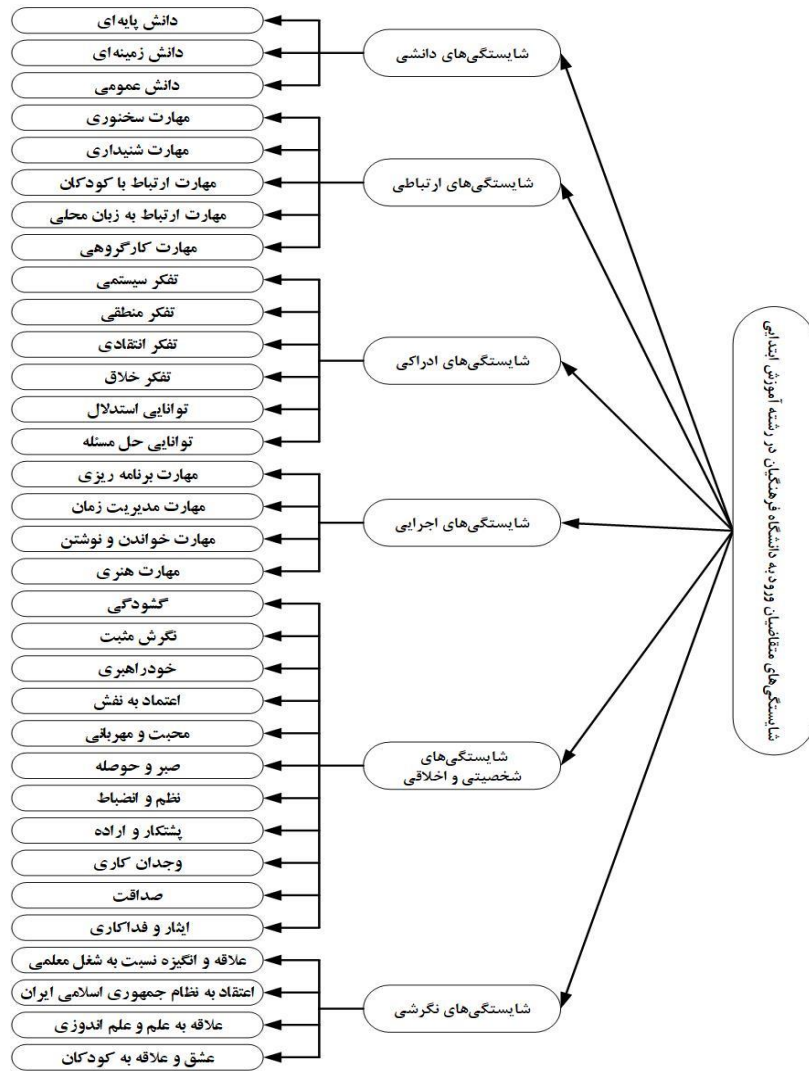 شایستگی‌های متقاضیان ورود به دانشگاه فرهنگیان در رشته آموزش ابتدایی
شایستگی‌های دانشی
دانش پایه‌ای
دانش زمینه‌ای
دانش عمومی
شایستگی‌های ارتباطی
مهارت سخنوری
مهارت شنیداری
مهارت ارتباط با کودکان
مهارت ارتباط به زبان محلی
مهارت کارگروهی
شایستگی‌های ادراکی
تفکر سیستمی
تفکر منطقی
تفکر انتقادی
تفکر خلاق
توانایی استدلال
توانایی حل مسئله
شایستگی‌های اجرایی
مهارت برنامه ریزی
مهارت مدیریت زمان
مهارت خواندن و نوشتن
مهارت هنری
شایستگی‌های
شخصیتی و اخلاقی
گشودگی
نگرش مثبت
خودراهبری
اعتماد به نفش
محبت و مهربانی
صبر و حوصله
نظم و انضباط
پشتکار و اراده
وجدان کاری
صداقت
ایثار و فداکاری
شایستگی‌های نگرشی
علاقه و انگیزه نسبت به شغل معلمی
اعتقاد به نظام جمهوری اسلامی ایران
علاقه به علم و علم اندوزی
عشق و علاقه به کودکان